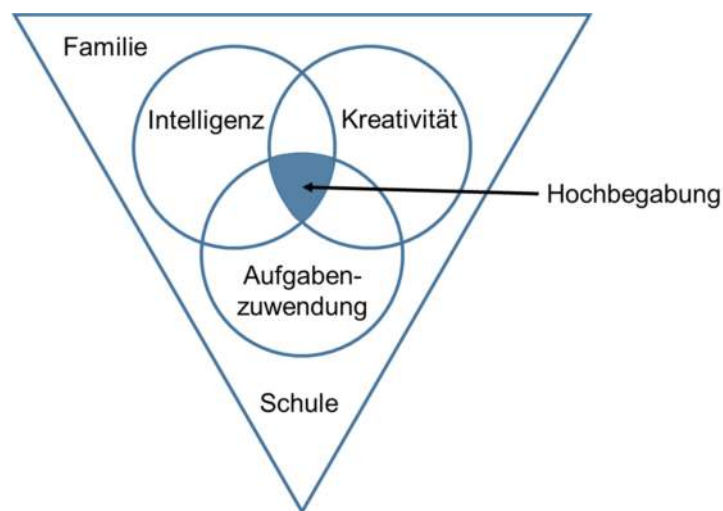 Familie
Intelligenz
Kreativität
Hochbegabung
Aufgaben-
zuwendung
Schule